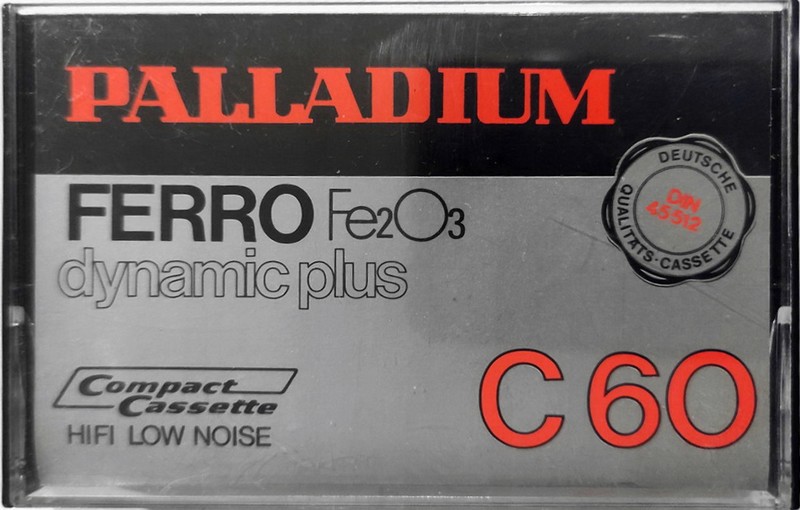 PALLADIUM
FERRO Fe₂O₃
dynamic plus
DEUTSCHE
DIN
45 512
QUALITÄTS-CASSETTE
Compact
Cassette
HIFI LOW NOISE
C 60